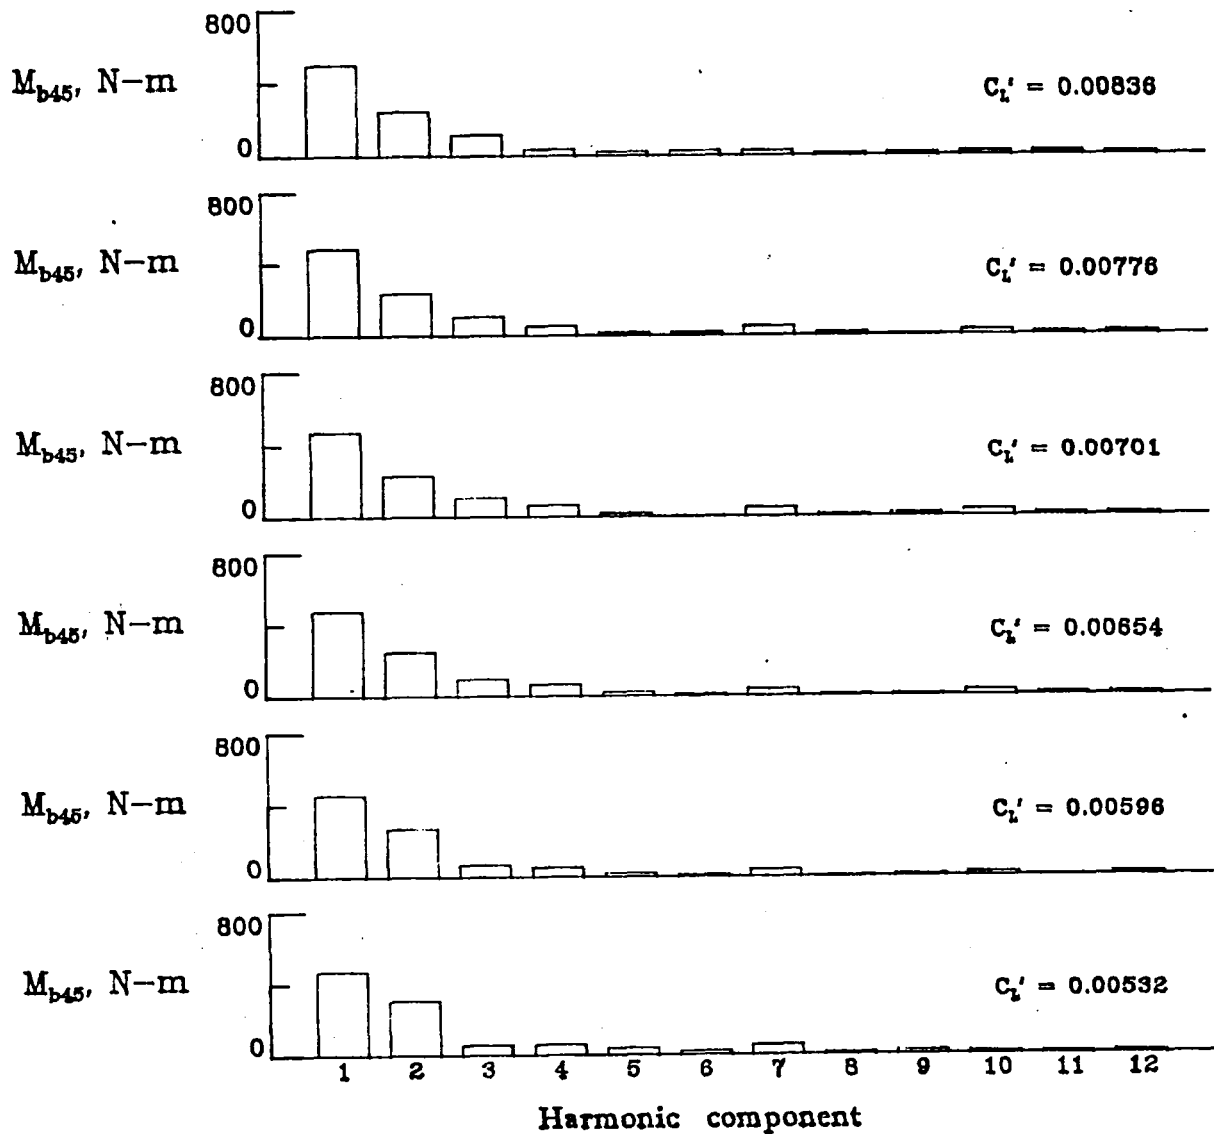 800
M_b45, N-m
C_L' = 0.00836
0
800
M_b45, N-m
C_L' = 0.00776
0
800
M_b45, N-m
C_L' = 0.00701
0
800
M_b45, N-m
C_L' = 0.00654
0
800
M_b45, N-m
C_L' = 0.00596
0
800
M_b45, N-m
C_L' = 0.00532
0
1 2 3 4 5 6 7 8 9 10 11 12
Harmonic component